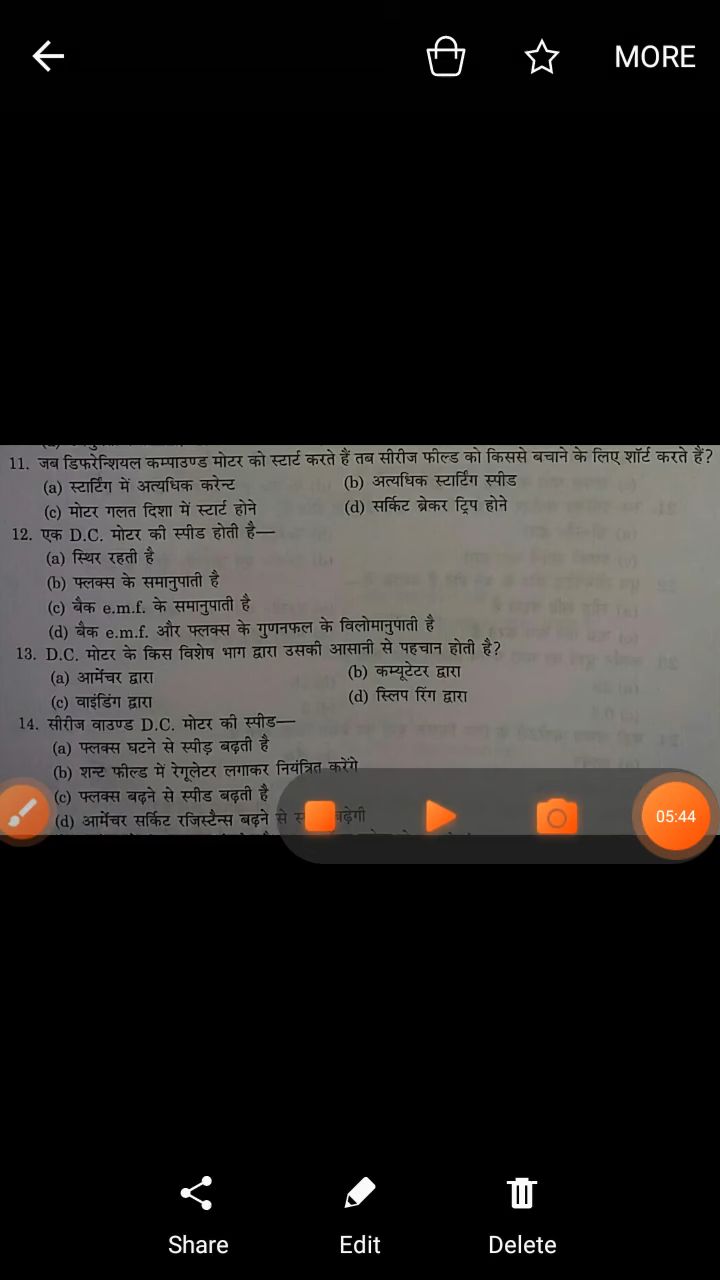 MORE
11. जब डिफरेन्शियल कम्पाउण्ड मोटर को स्टार्ट करते हैं तब सीरीज फील्ड को किससे बचाने के लिए शॉर्ट करते हैं?
(a) स्टार्टिंग में अत्यधिक करेन्ट (b) अत्यधिक स्टार्टिंग स्पीड
(c) मोटर गलत दिशा में स्टार्ट होने (d) सर्किट ब्रेकर ट्रिप होने
12. एक D.C. मोटर की स्पीड होती है—
(a) स्थिर रहती है
(b) फ्लक्स के समानुपाती है
(c) बैक e.m.f. के समानुपाती है
(d) बैक e.m.f. और फ्लक्स के गुणनफल के विलोमानुपाती है
13. D.C. मोटर के किस विशेष भाग द्वारा उसकी आसानी से पहचान होती है?
(a) आर्मेचर द्वारा (b) कम्यूटेटर द्वारा
(c) वाइंडिंग द्वारा (d) स्लिप रिंग द्वारा
14. सीरीज वाउण्ड D.C. मोटर की स्पीड—
(a) फ्लक्स घटने से स्पीड़ बढ़ती है
(b) शन्ट फील्ड में रेगूलेटर लगाकर नियंत्रित करेंगे
(c) फ्लक्स बढ़ने से स्पीड बढ़ती है
(d) आर्मेचर सर्किट रजिस्टैन्स बढ़ने से बढ़ेगी
05:44
Share Edit Delete